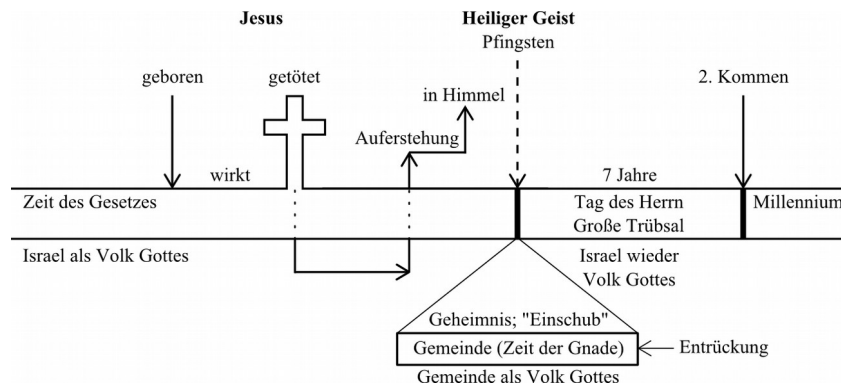 Jesus
Heiliger Geist
Pfingsten
geboren
getötet
in Himmel
2. Kommen
Auferstehung
wirkt
7 Jahre
Zeit des Gesetzes
Tag des Herrn
Große Trübsal
Millennium
Israel als Volk Gottes
Israel wieder
Volk Gottes
Geheimnis; "Einschub"
Gemeinde (Zeit der Gnade)
Entrückung
Gemeinde als Volk Gottes